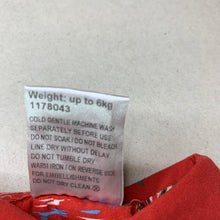 Weight: up to 6kg
1178043
COLD GENTLE MACHINE WASH
SEPARATELY BEFORE USE
DO NOT SOAK/DO NOT BLEACH
LINE DRY WITHOUT DELAY
DO NOT TUMBLE DRY
WARM IRON / ON REVERSE SIDE
FOR EMBELLISHMENTS
DO NOT DRY CLEAN